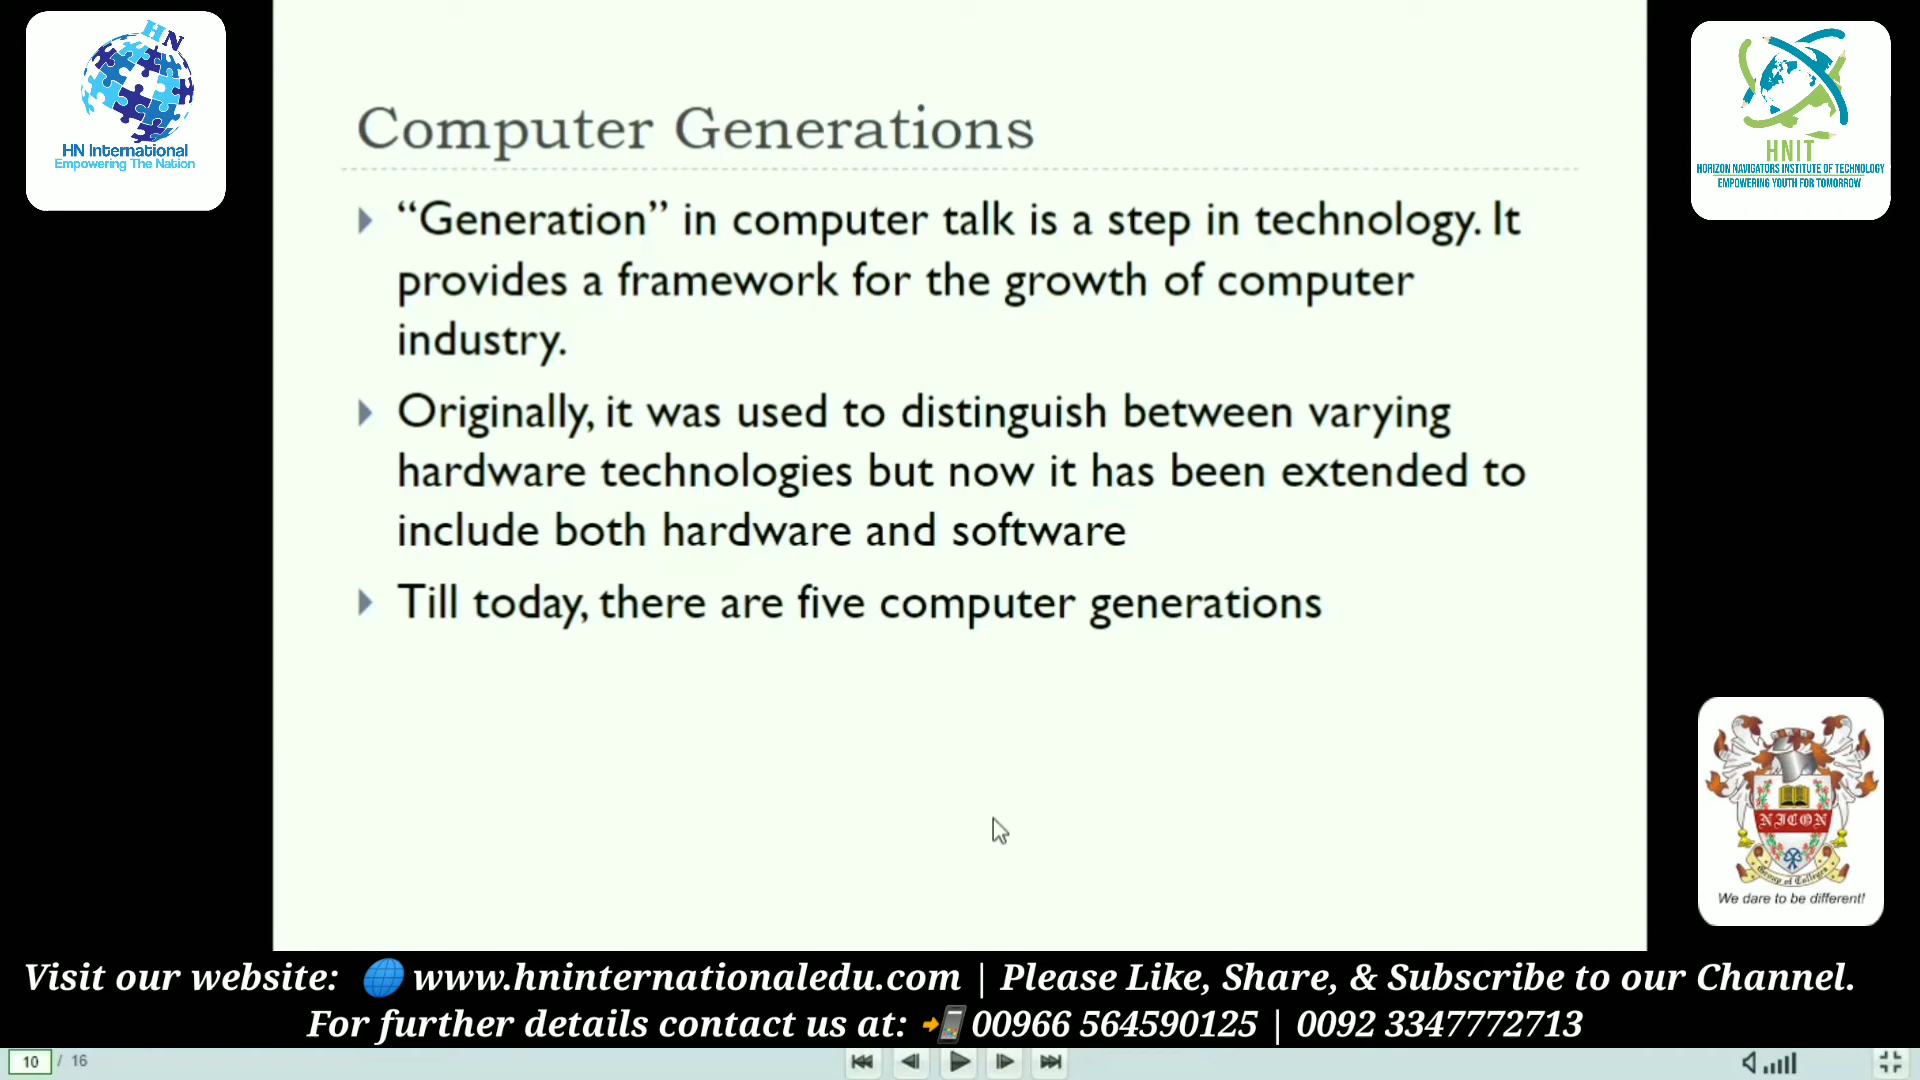 HN
HN International
Empowering The Nation
HNIT
HORIZON NAVIGATORS INSTITUTE OF TECHNOLOGY
EMPOWERING YOUTH FOR TOMORROW
Computer Generations
“Generation” in computer talk is a step in technology. It
provides a framework for the growth of computer
industry.
Originally, it was used to distinguish between varying
hardware technologies but now it has been extended to
include both hardware and software
Till today, there are five computer generations
NICON
Group of Colleges
We dare to be different!
Visit our website: www.hninternationaledu.com | Please Like, Share, & Subscribe to our Channel.
For further details contact us at: 00966 564590125 | 0092 3347772713
10 / 16